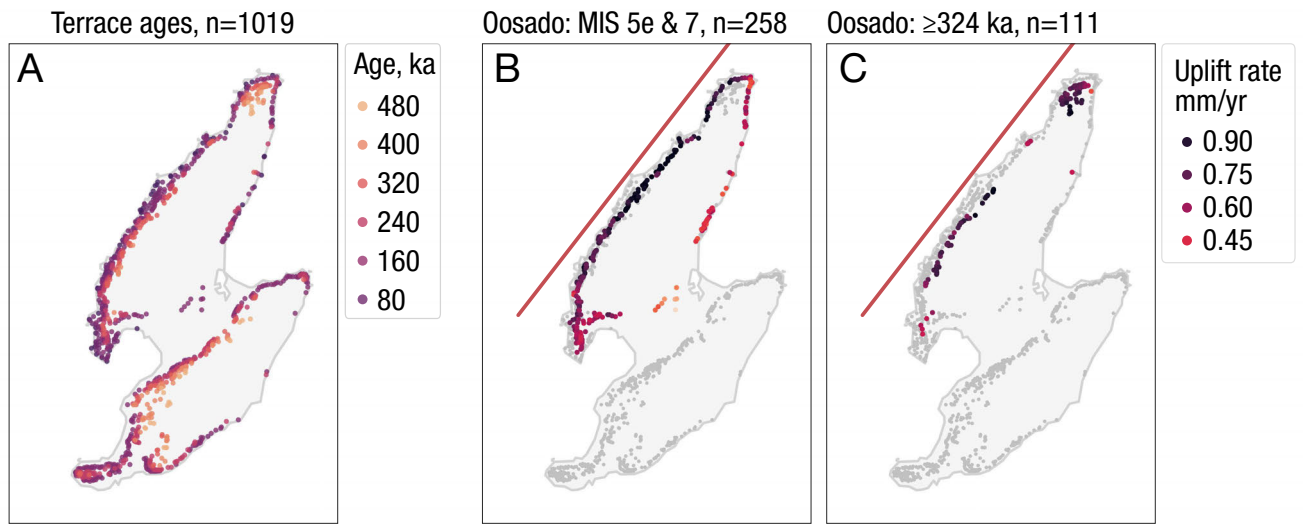 Terrace ages, n=1019
A
Age, ka
480
400
320
240
160
80
Oosado: MIS 5e & 7, n=258
B
Oosado: ≥324 ka, n=111
C
Uplift rate
mm/yr
0.90
0.75
0.60
0.45